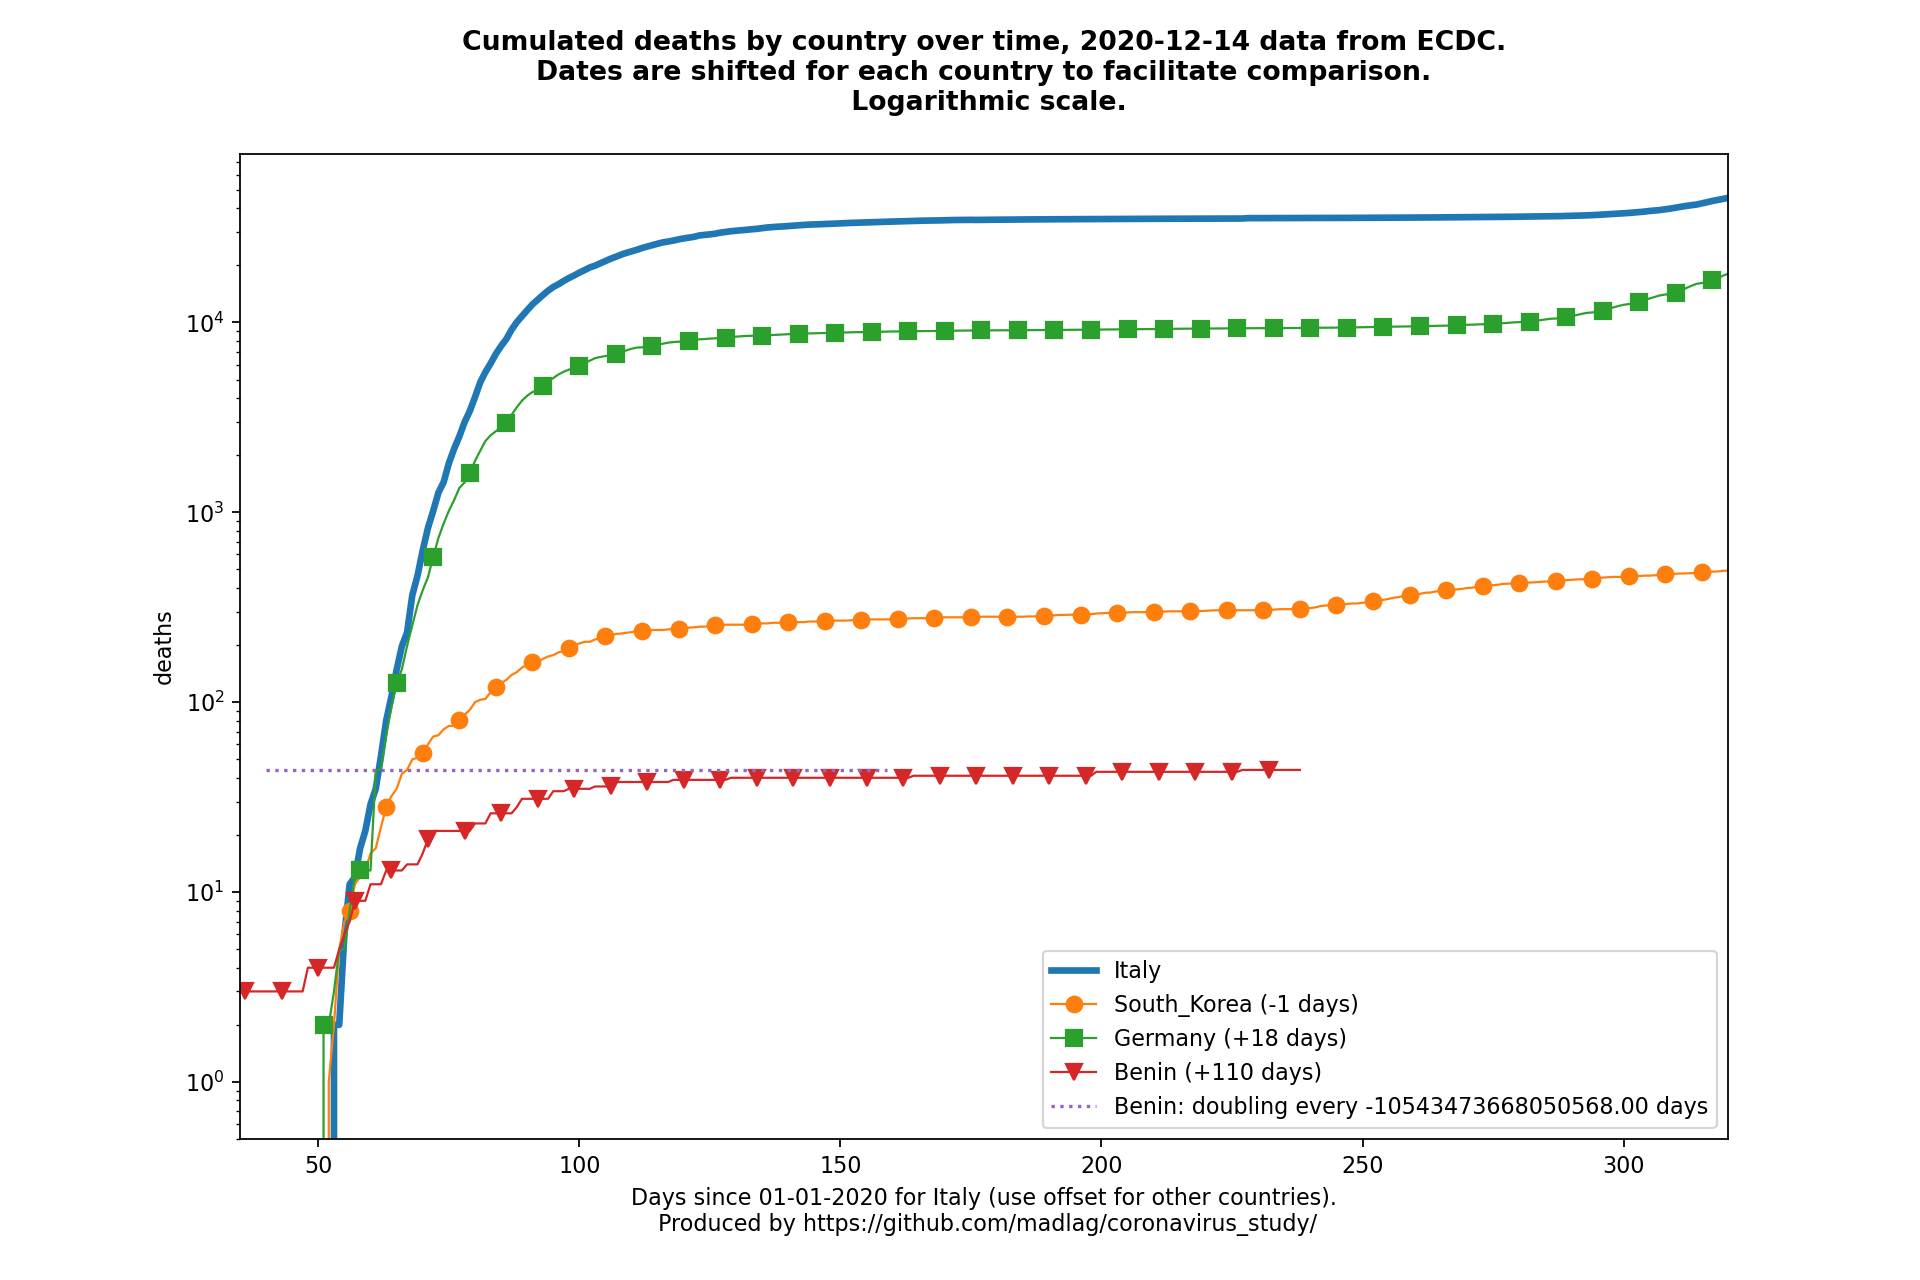 Cumulated deaths by country over time, 2020-12-14 data from ECDC.
Dates are shifted for each country to facilitate comparison.
Logarithmic scale.
deaths
10^4
10^3
10^2
10^1
10^0
Italy
South_Korea (-1 days)
Germany (+18 days)
Benin (+110 days)
Benin: doubling every -10543473668050568.00 days
50 100 150 200 250 300
Days since 01-01-2020 for Italy (use offset for other countries).
Produced by https://github.com/madlag/coronavirus_study/